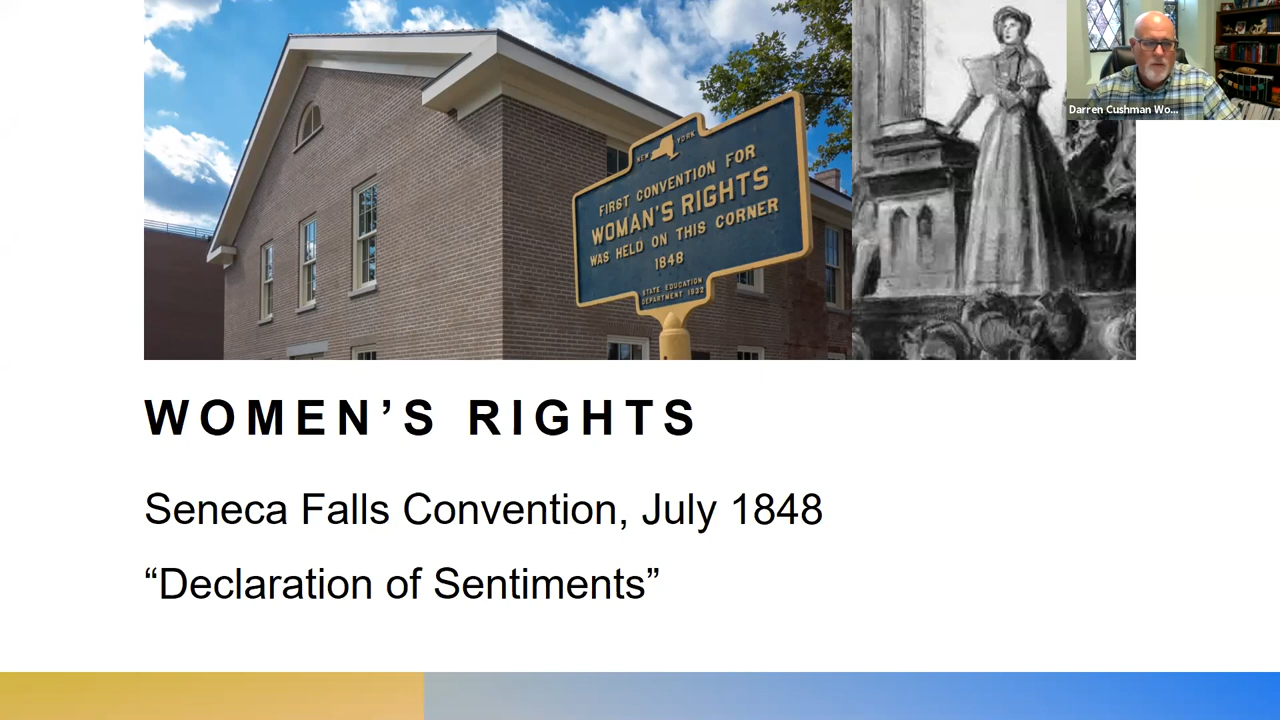 NEW YORK
FIRST CONVENTION FOR
WOMAN'S RIGHTS
WAS HELD ON THIS CORNER
1848
STATE EDUCATION
DEPARTMENT 1932
Darren Cushman Wo...
WOMEN’S RIGHTS
Seneca Falls Convention, July 1848
“Declaration of Sentiments”